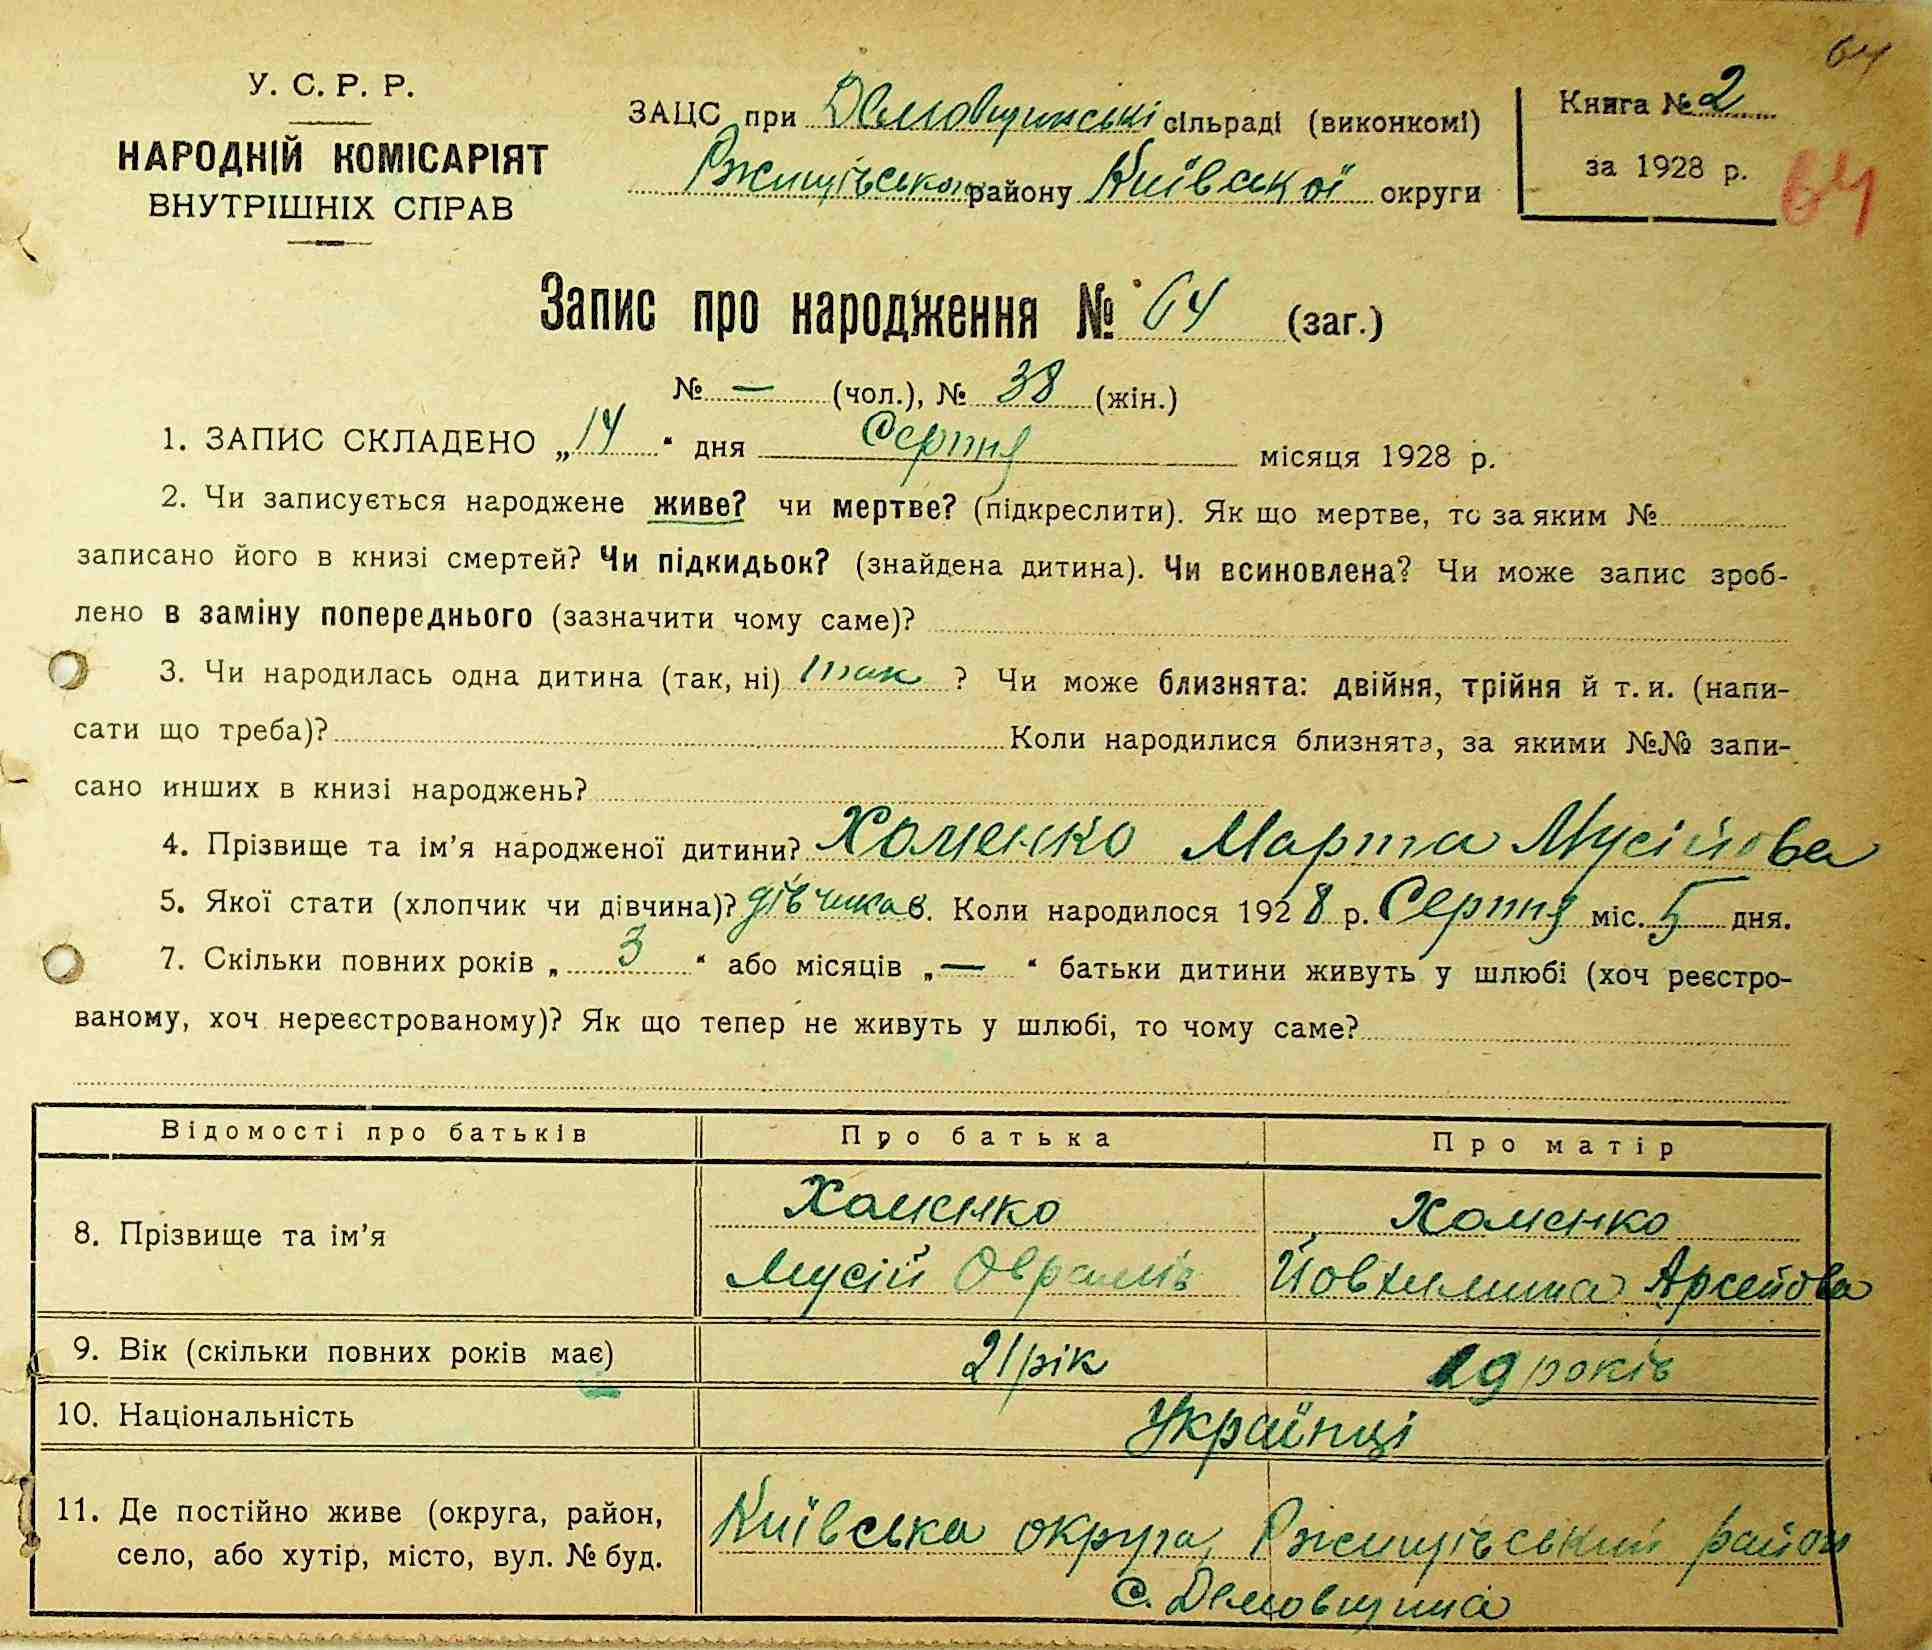 64
У. С. Р. Р.
НАРОДНІЙ КОМІСАРІЯТ
ВНУТРІШНІХ СПРАВ
ЗАЦС при Демовщинські сільраді (виконкомі)
Ржищівського району Київської округи
Книга № 2
за 1928 р.
64
Запис про народження № 64 (заг.)
№ — (чол.), № 38 (жін.)
1. ЗАПИС СКЛАДЕНО „14“ дня Серпня місяця 1928 р.
2. Чи записується народжене живе? чи мертве? (підкреслити). Як що мертве, то за яким №
записано його в книзі смертей? Чи підкидьок? (знайдена дитина). Чи всиновлена? Чи може запис зроб-
лено в заміну попереднього (зазначити чому саме)?
3. Чи народилась одна дитина (так, ні) так ? Чи може близнята: двійня, трійня й т. и. (напи-
сати що треба)? Коли народилися близнята, за якими №№ запи-
сано инших в книзі народжень?
4. Прізвище та ім’я народженої дитини? Хоменко Марта Мусійова
5. Якої стати (хлопчик чи дівчина)? дівчина 6. Коли народилося 1928 р. Серпня міс. 5 дня.
7. Скільки повних років „ 3 “ або місяців „ — “ батьки дитини живуть у шлюбі (хоч реєстро-
ваному, хоч нереєстрованому)? Як що тепер не живуть у шлюбі, то чому саме?
Відомості про батьків Про батька Про матір
8. Прізвище та ім’я
Хоменко Хоменко
Мусій Оврамів Йовхимина Арсейова
9. Вік (скільки повних років має) 21 рік 19 років
10. Національність Українці
11. Де постійно живе (округа, район,
село, або хутір, місто, вул. № буд.
Київська округа, Ржищівський район
с. Демовщина